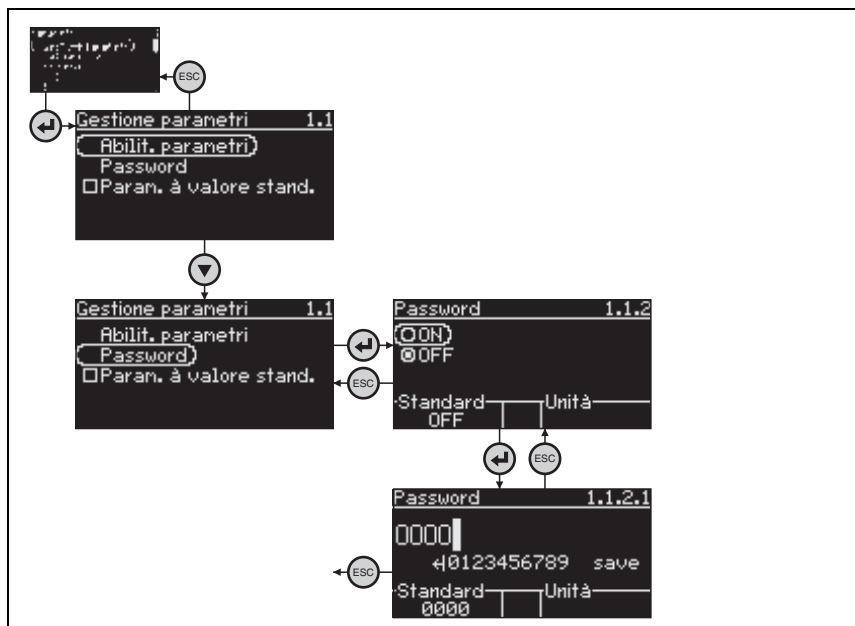 ESC
Gestione parametri 1.1
Abilit. parametri
Password
Param. à valore stand.
Gestione parametri 1.1
Abilit. parametri
Password
Param. à valore stand.
ESC
Password 1.1.2
ON
OFF
Standard Unità
OFF
ESC
Password 1.1.2.1
0000
0123456789 save
Standard Unità
0000
ESC